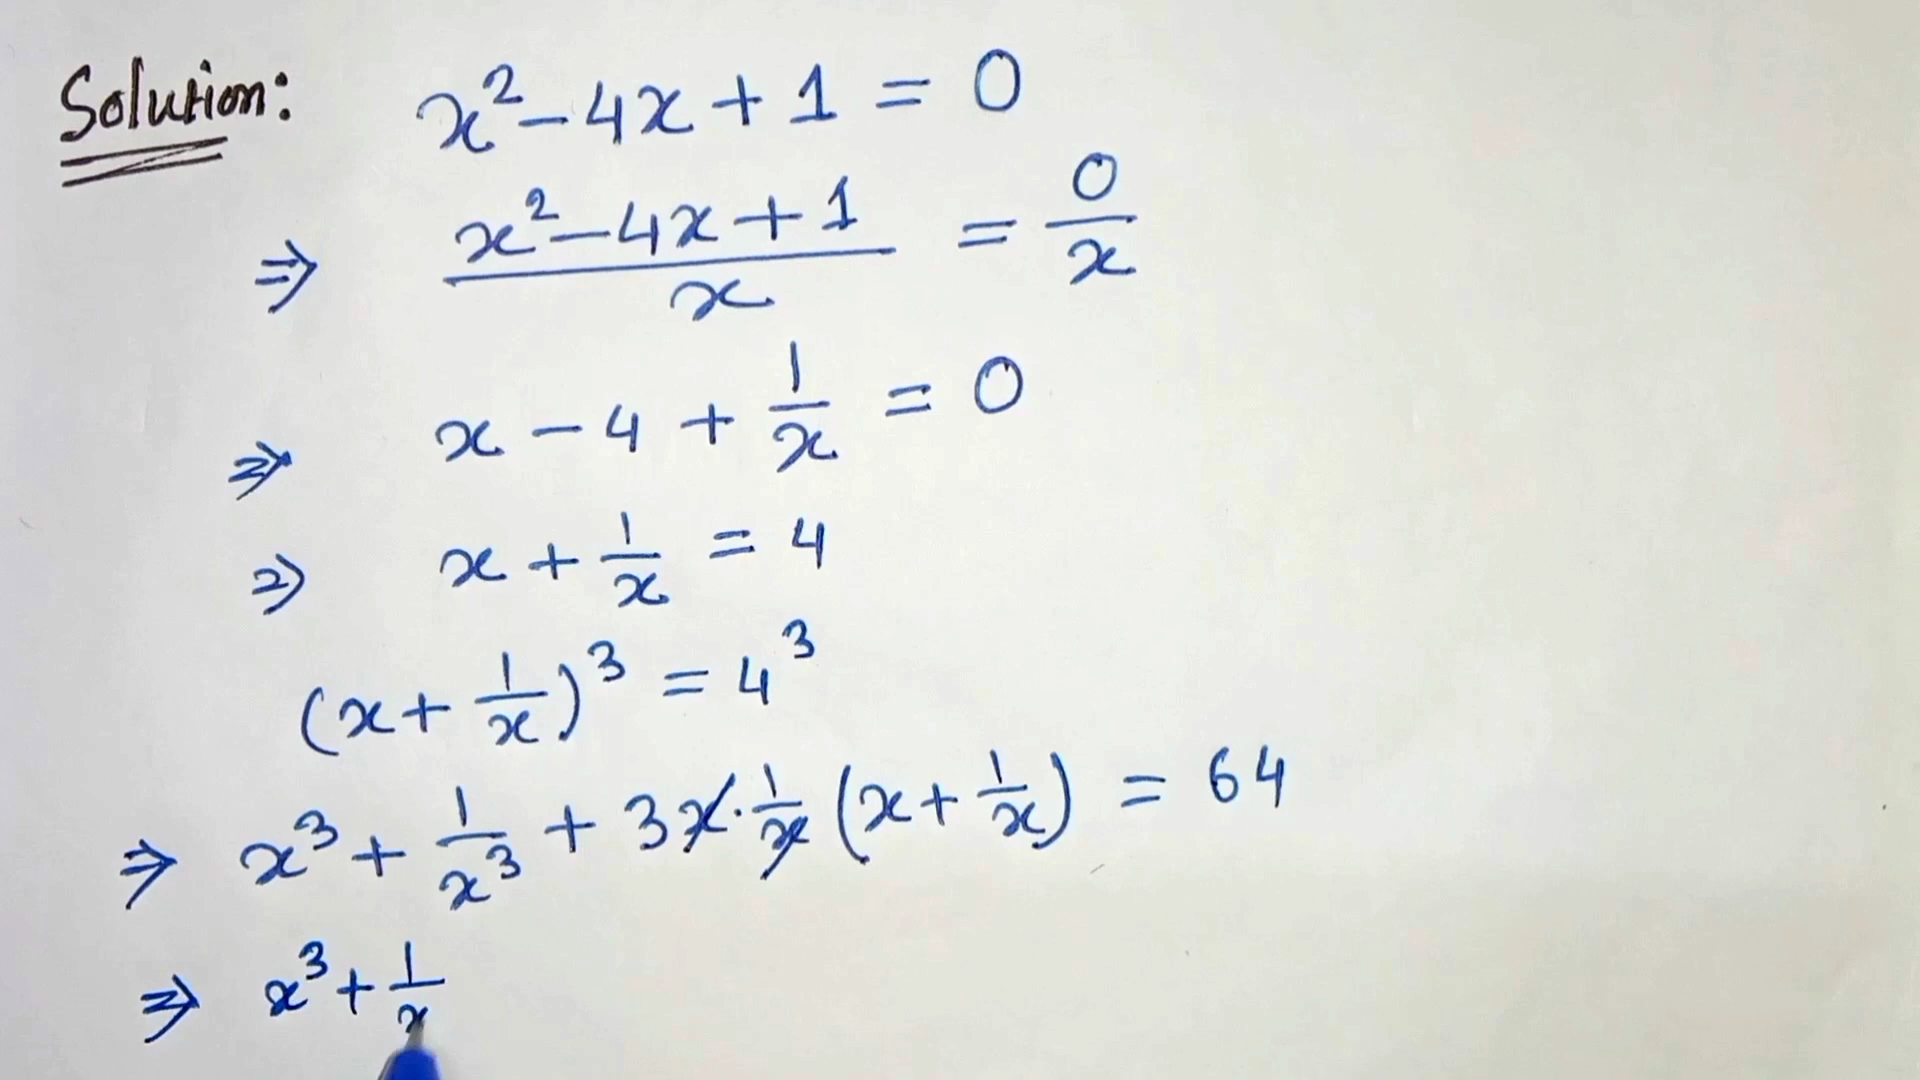 Solution: x² - 4x + 1 = 0
⇒ (x² - 4x + 1)/x = 0/x
⇒ x - 4 + 1/x = 0
⇒ x + 1/x = 4
(x + 1/x)³ = 4³
⇒ x³ + 1/x³ + 3x · 1/x (x + 1/x) = 64
⇒ x³ + 1/x